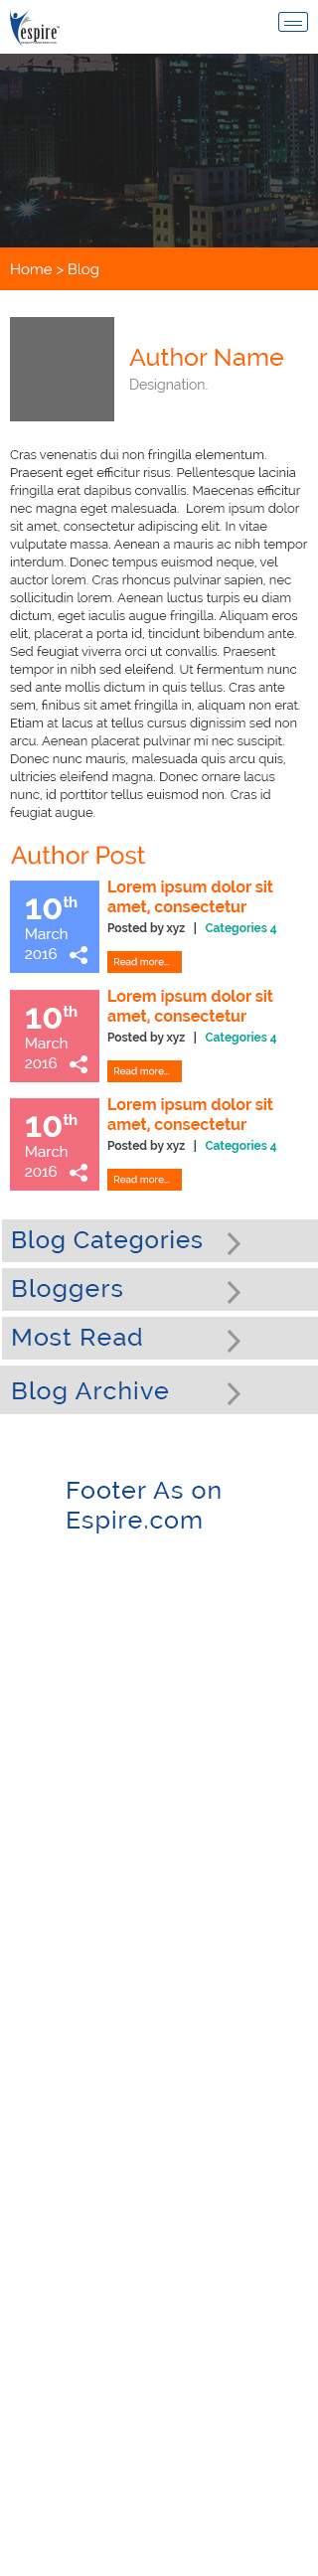 espire
Home > Blog
Author Name
Designation.
Cras venenatis dui non fringilla elementum.
Praesent eget efficitur risus. Pellentesque lacinia
fringilla erat dapibus convallis. Maecenas efficitur
nec magna eget malesuada.  Lorem ipsum dolor
sit amet, consectetur adipiscing elit. In vitae
vulputate massa. Aenean a mauris ac nibh tempor
interdum. Donec tempus euismod neque, vel
auctor lorem. Cras rhoncus pulvinar sapien, nec
sollicitudin lorem. Aenean luctus turpis eu diam
dictum, eget iaculis augue fringilla. Aliquam eros
elit, placerat a porta id, tincidunt bibendum ante.
Sed feugiat viverra orci ut convallis. Praesent
tempor in nibh sed eleifend. Ut fermentum nunc
sed ante mollis dictum in quis tellus. Cras ante
sem, finibus sit amet fringilla in, aliquam non erat.
Etiam at lacus at tellus cursus dignissim sed non
arcu. Aenean placerat pulvinar mi nec suscipit.
Donec nunc mauris, malesuada quis arcu quis,
ultricies eleifend magna. Donec ornare lacus
nunc, id porttitor tellus euismod non. Cras id
feugiat augue.
Author Post
10th
March
2016
Lorem ipsum dolor sit
amet, consectetur
Posted by xyz | Categories 4
Read more...
10th
March
2016
Lorem ipsum dolor sit
amet, consectetur
Posted by xyz | Categories 4
Read more...
10th
March
2016
Lorem ipsum dolor sit
amet, consectetur
Posted by xyz | Categories 4
Read more...
Blog Categories
Bloggers
Most Read
Blog Archive
Footer As on
Espire.com